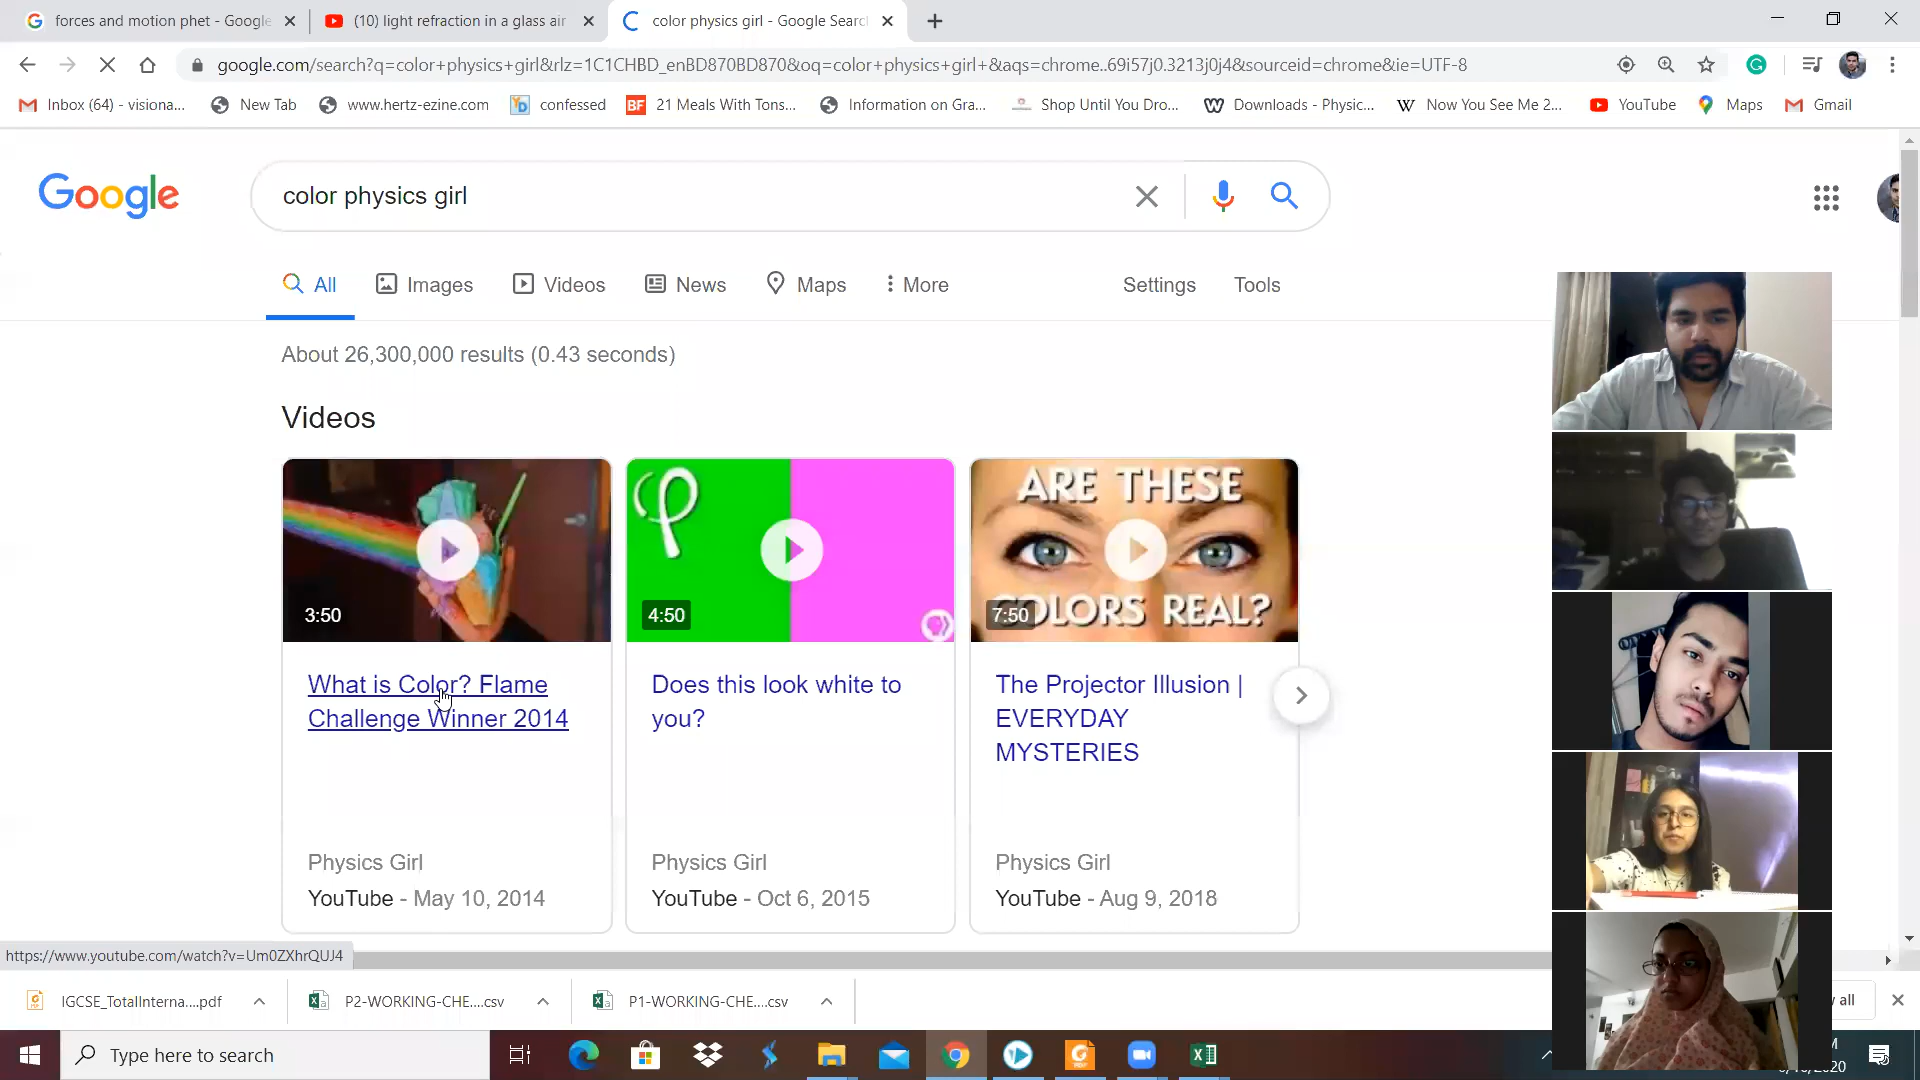 forces and motion phet - Google
(10) light refraction in a glass air
color physics girl - Google Search
google.com/search?q=color+physics+girl&rlz=1C1CHBD_enBD870BD870&oq=color+physics+girl+&aqs=chrome..69i57j0.3213j0j4&sourceid=chrome&ie=UTF-8
Inbox (64) - visiona...
New Tab
www.hertz-ezine.com
confessed
21 Meals With Tons...
Information on Gra...
Shop Until You Dro...
Downloads - Physic...
Now You See Me 2...
YouTube
Maps
Gmail
Google
color physics girl
All
Images
Videos
News
Maps
More
Settings
Tools
About 26,300,000 results (0.43 seconds)
Videos
3:50
4:50
ARE THESE
COLORS REAL?
7:50
What is Color? Flame
Challenge Winner 2014
Does this look white to
you?
The Projector Illusion |
EVERYDAY
MYSTERIES
Physics Girl
YouTube - May 10, 2014
Physics Girl
YouTube - Oct 6, 2015
Physics Girl
YouTube - Aug 9, 2018
https://www.youtube.com/watch?v=Um0ZXhrQUJ4
IGCSE_TotalInterna....pdf
P2-WORKING-CHE....csv
P1-WORKING-CHE....csv
all
Type here to search